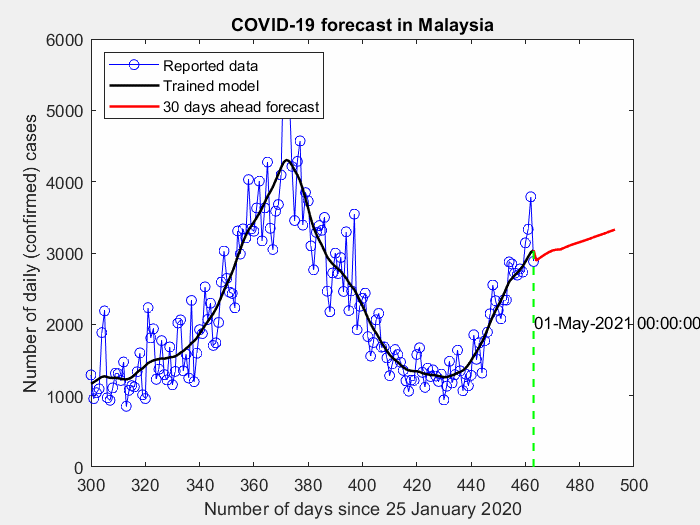 COVID-19 forecast in Malaysia
6000
5000
4000
3000
2000
1000
0
Number of daily (confirmed) cases
Reported data
Trained model
30 days ahead forecast
01-May-2021 00:00:00
300 320 340 360 380 400 420 440 460 480 500
Number of days since 25 January 2020